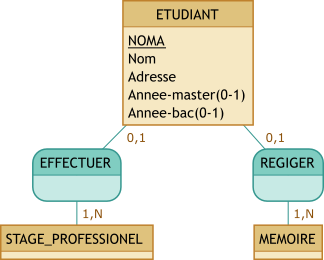 ETUDIANT
NOMA
Nom
Adresse
Annee-master(0-1)
Annee-bac(0-1)
0,1 0,1
EFFECTUER REGIGER
1,N 1,N
STAGE_PROFESSIONEL MEMOIRE